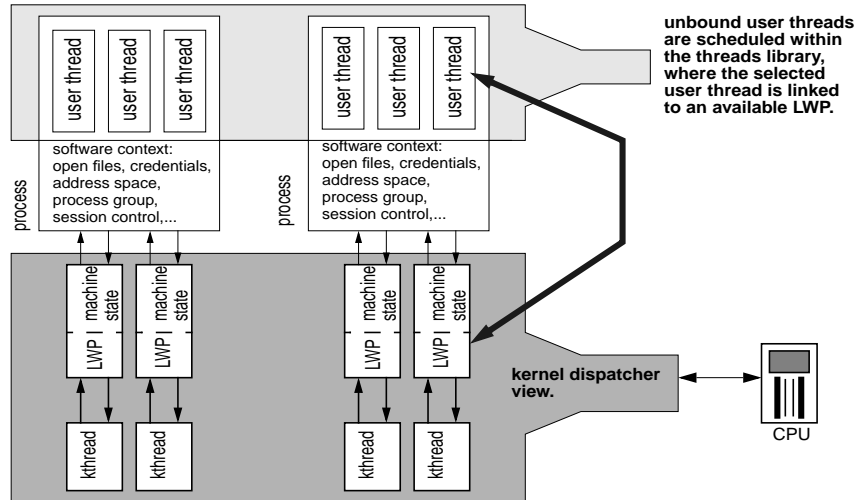 user thread
user thread
user thread
user thread
user thread
user thread
unbound user threads
are scheduled within
the threads library,
where the selected
user thread is linked
to an available LWP.
process
software context:
open files, credentials,
address space,
process group,
session control,...
process
software context:
open files, credentials,
address space,
process group,
session control,...
LWP | machine
state
LWP | machine
state
LWP | machine
state
LWP | machine
state
kernel dispatcher
view.
CPU
kthread
kthread
kthread
kthread